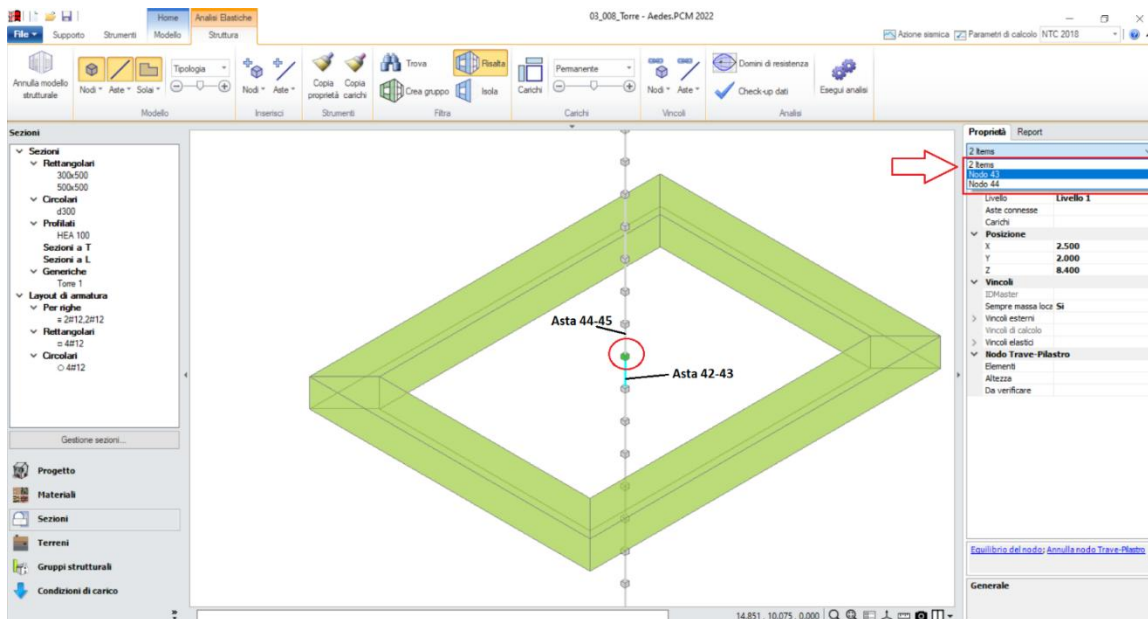 03_008_Torre - Aedes.PCM 2022
Home
Analisi Elastiche
File
Supporto
Strumenti
Modello
Struttura
Azione sismica
Parametri di calcolo
NTC 2018
Annulla modello
strutturale
Nodi
Aste
Solai
Tipologia
Modello
Nodi
Aste
Inserisci
Copia
proprietà
Copia
carichi
Strumenti
Trova
Crea gruppo
Risalta
Isola
Filtra
Carichi
Permanente
Carichi
Nodi
Aste
Vincoli
Domini di resistenza
Check-up dati
Esegui analisi
Analisi
Sezioni
Sezioni
Rettangolari
300x500
500x500
Circolari
d300
Profilati
HEA 100
Sezioni a T
Sezioni a L
Generiche
Torre 1
Layout di armatura
Per righe
2#12,2#12
Rettangolari
4#12
Circolari
4#12
Gestione sezioni...
Progetto
Materiali
Sezioni
Terreni
Gruppi strutturali
Condizioni di carico
Asta 44-45
Asta 42-43
14.851 , 10.075 , 0.000
Proprietà
Report
2 Items
2 Items
Nodo 43
Nodo 44
Livello Livello 1
Aste connesse
Carichi
Posizione
X 2.500
Y 2.000
Z 8.400
Vincoli
IDMaster
Sempre massa loca Sì
Vincoli esterni
Vincoli di calcolo
Vincoli elastici
Nodo Trave-Pilastro
Elementi
Altezza
Da verificare
Equilibrio del nodo; Annulla nodo Trave-Pilastro
Generale